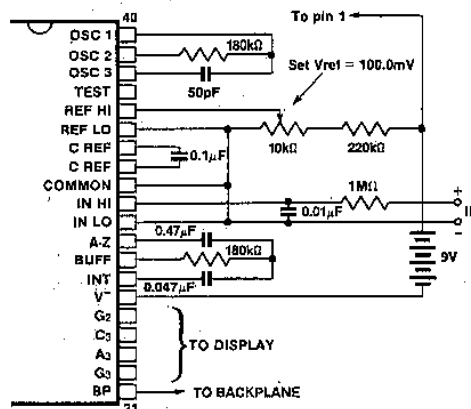 40
To pin 1
OSC 1
180kΩ
OSC 2
Set Vref = 100.0mV
OSC 3
50pF
TEST
REF HI
REF LO
10kΩ
220kΩ
C REF
0.1µF
C REF
COMMON
1MΩ
IN HI
+
0.01µF
IN LO
–
0.47µF
A-Z
180kΩ
BUFF
9V
INT
0.047µF
V–
G2
C3
TO DISPLAY
A3
G3
BP
TO BACKPLANE
21